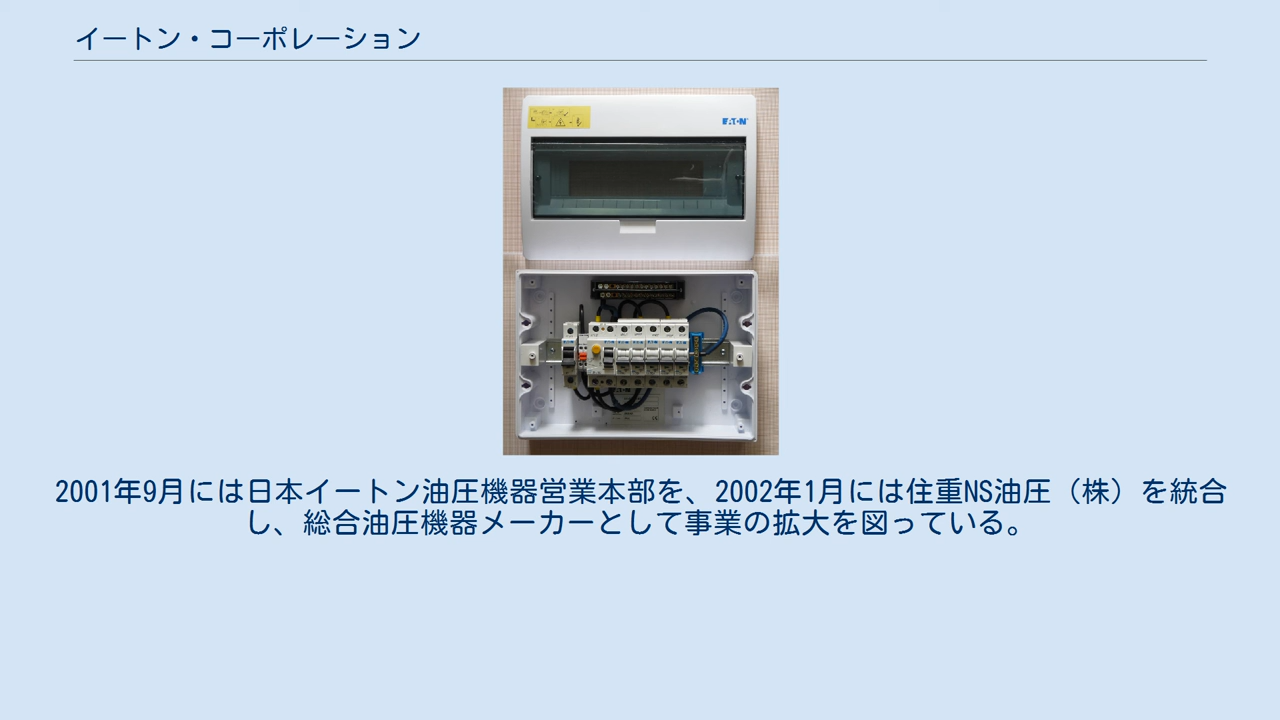 イートン・コーポレーション
EATON
2001年9月には日本イートン油圧機器営業本部を、2002年1月には住重NS油圧（株）を統合
し、総合油圧機器メーカーとして事業の拡大を図っている。